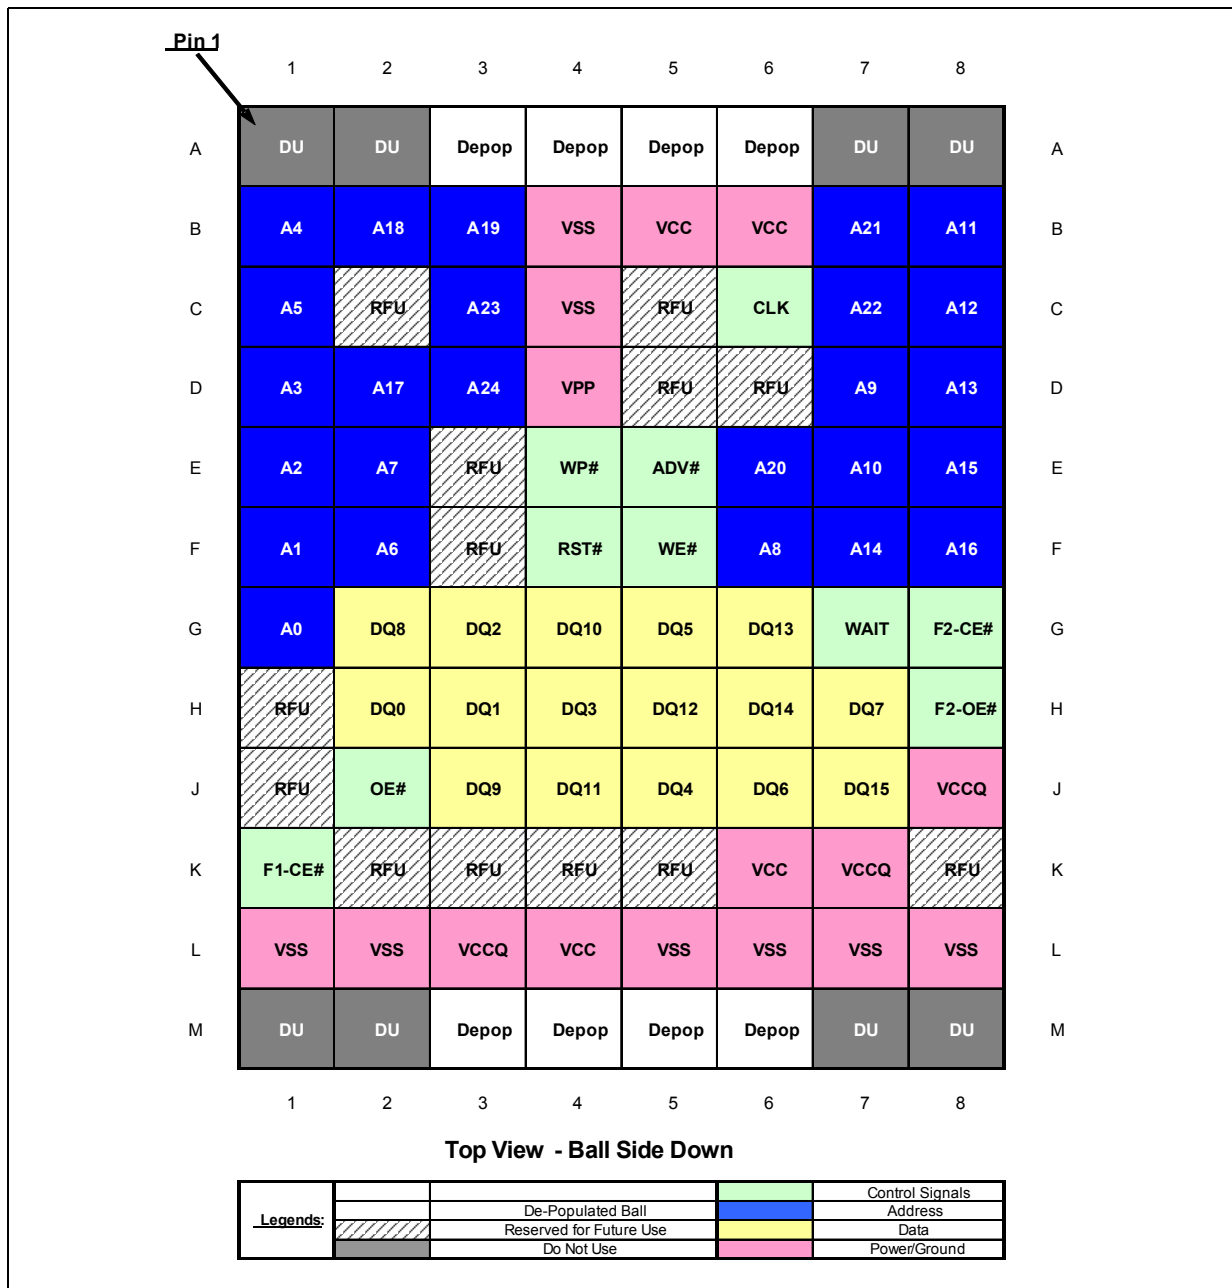 Pin 1
1 2 3 4 5 6 7 8
A DU DU Depop Depop Depop Depop DU DU A
B A4 A18 A19 VSS VCC VCC A21 A11 B
C A5 RFU A23 VSS RFU CLK A22 A12 C
D A3 A17 A24 VPP RFU RFU A9 A13 D
E A2 A7 RFU WP# ADV# A20 A10 A15 E
F A1 A6 RFU RST# WE# A8 A14 A16 F
G A0 DQ8 DQ2 DQ10 DQ5 DQ13 WAIT F2-CE# G
H RFU DQ0 DQ1 DQ3 DQ12 DQ14 DQ7 F2-OE# H
J RFU OE# DQ9 DQ11 DQ4 DQ6 DQ15 VCCQ J
K F1-CE# RFU RFU RFU RFU VCC VCCQ RFU K
L VSS VSS VCCQ VCC VSS VSS VSS VSS L
M DU DU Depop Depop Depop Depop DU DU M
1 2 3 4 5 6 7 8
Top View - Ball Side Down
Control Signals
Legends: De-Populated Ball Address
Reserved for Future Use Data
Do Not Use Power/Ground